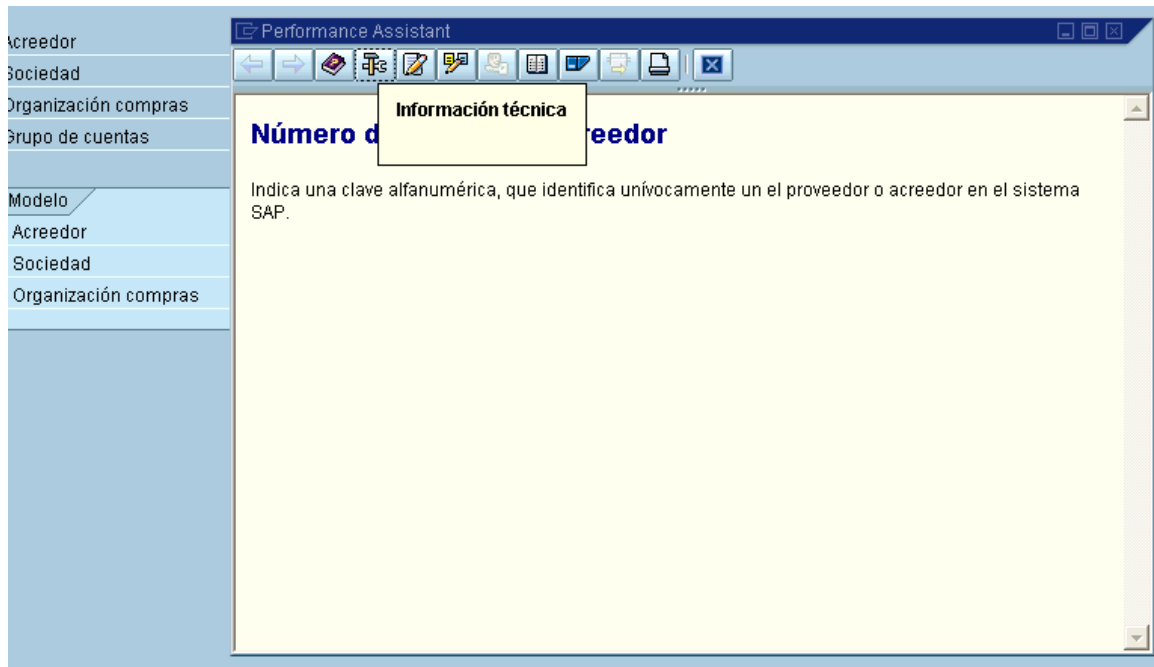 Performance Assistant
Acreedor
Sociedad
Organización compras
Grupo de cuentas
Modelo
Acreedor
Sociedad
Organización compras
Información técnica
Número d reedor
Indica una clave alfanumérica, que identifica unívocamente un el proveedor o acreedor en el sistema
SAP.